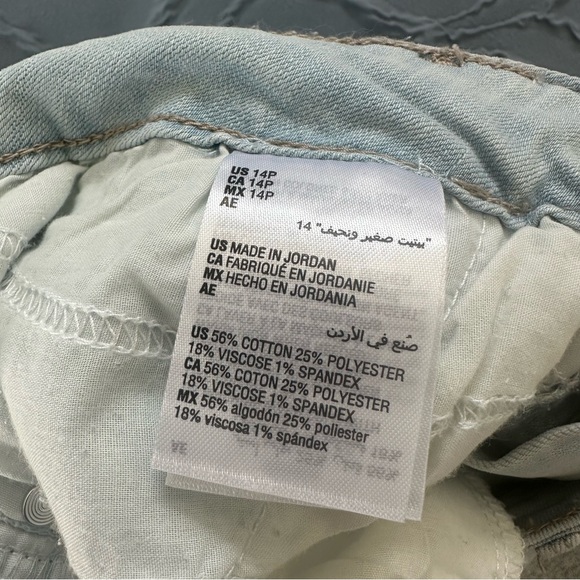 US 14P
CA 14P
MX 14P
AE
"بيتيت صغير ونحيف" 14
US MADE IN JORDAN
CA FABRIQUÉ EN JORDANIE
MX HECHO EN JORDANIA
AE
صُنع في الأردن
US 56% COTTON 25% POLYESTER
18% VISCOSE 1% SPANDEX
CA 56% COTON 25% POLYESTER
18% VISCOSE 1% SPANDEX
MX 56% algodón 25% poliester
18% viscosa 1% spándex